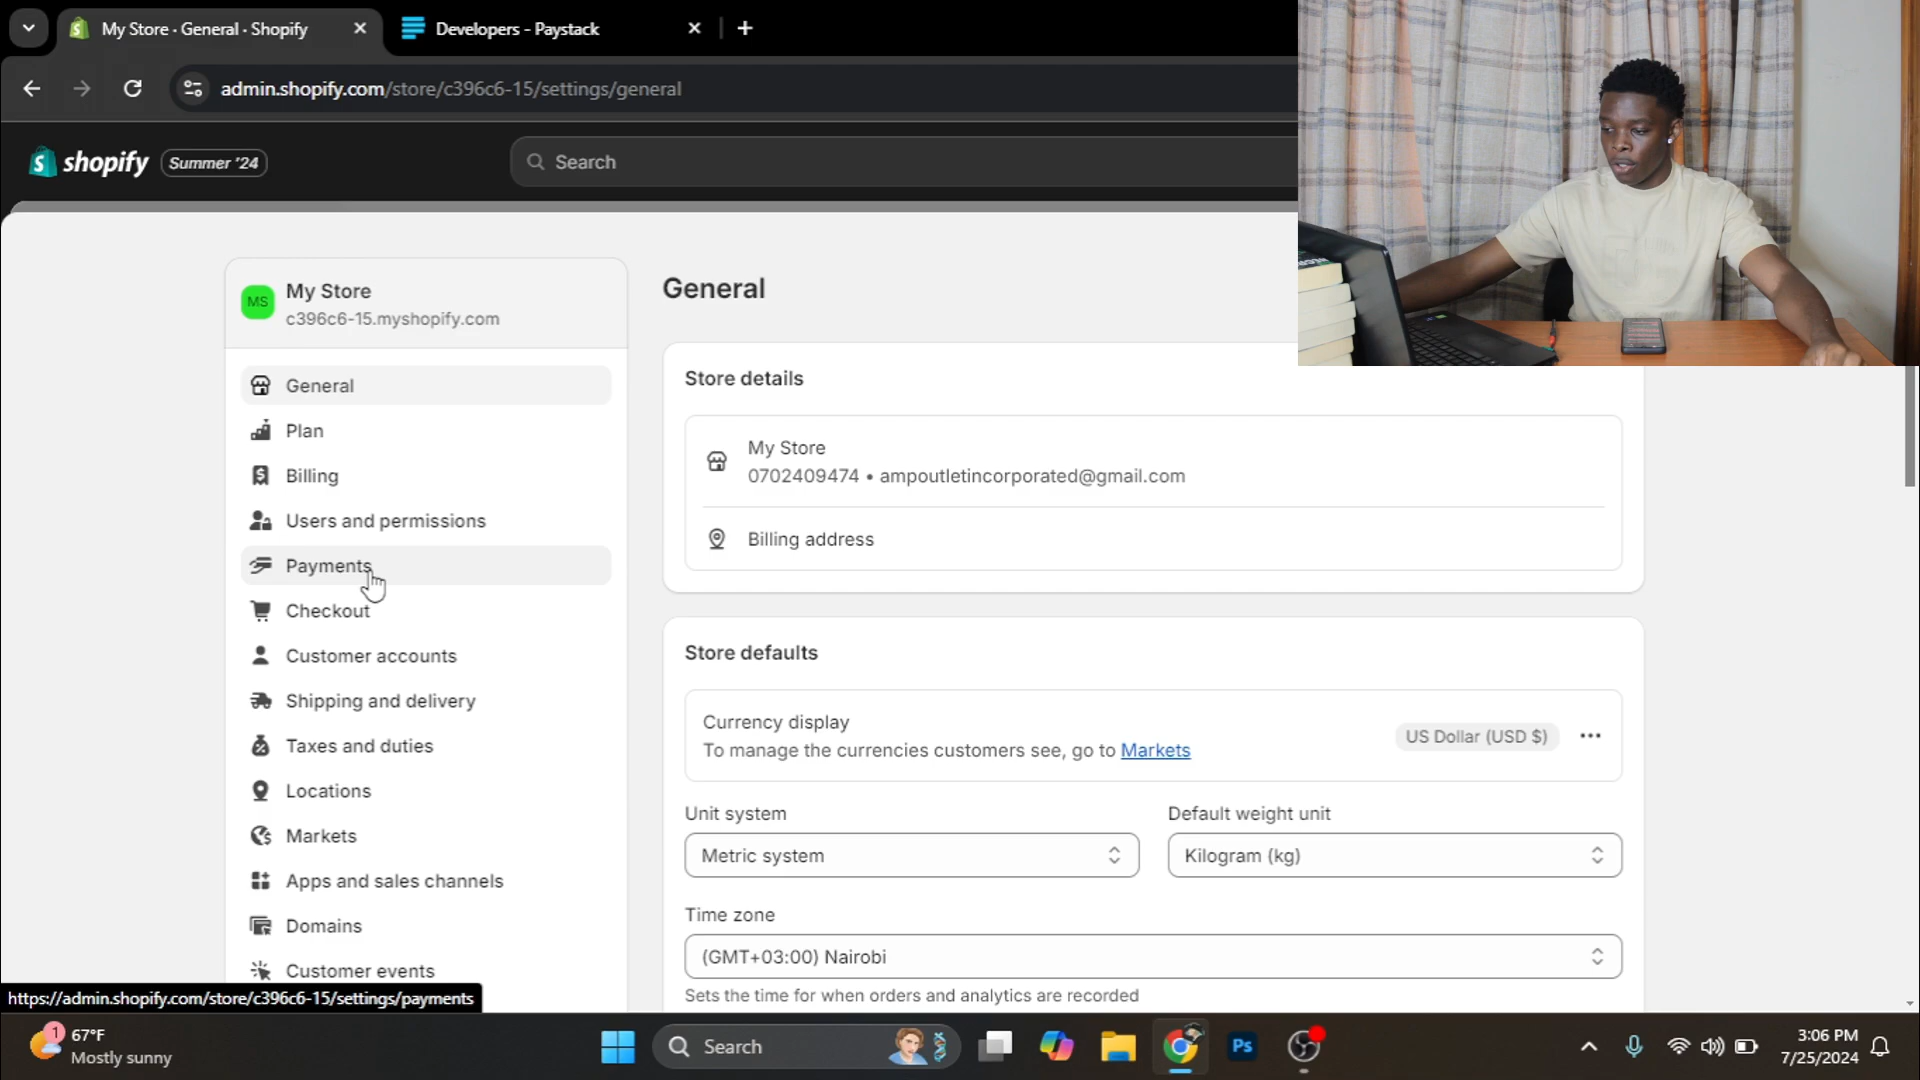 My Store · General · Shopify
Developers - Paystack
admin.shopify.com/store/c396c6-15/settings/general
shopify
Summer '24
Search
MS
My Store
c396c6-15.myshopify.com
General
Plan
Billing
Users and permissions
Payments
Checkout
Customer accounts
Shipping and delivery
Taxes and duties
Locations
Markets
Apps and sales channels
Domains
Customer events
General
Store details
My Store
0702409474 • ampoutletincorporated@gmail.com
Billing address
Store defaults
Currency display
To manage the currencies customers see, go to Markets
US Dollar (USD $)
Unit system
Metric system
Default weight unit
Kilogram (kg)
Time zone
(GMT+03:00) Nairobi
Sets the time for when orders and analytics are recorded
https://admin.shopify.com/store/c396c6-15/settings/payments
1
67°F
Mostly sunny
Search
Ps
3:06 PM
7/25/2024